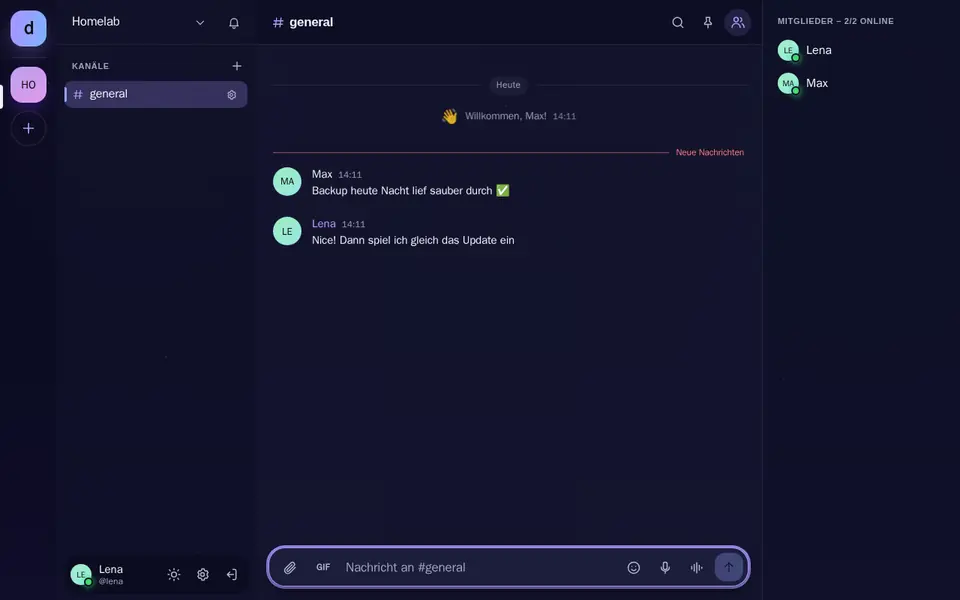 d
HO
Homelab
KANÄLE
# general
Lena
@lena
LE
# general
Heute
👋 Willkommen, Max! 14:11
Neue Nachrichten
MA
Max 14:11
Backup heute Nacht lief sauber durch ✅
LE
Lena 14:11
Nice! Dann spiel ich gleich das Update ein
GIF
Nachricht an #general
MITGLIEDER – 2/2 ONLINE
LE
Lena
MA
Max